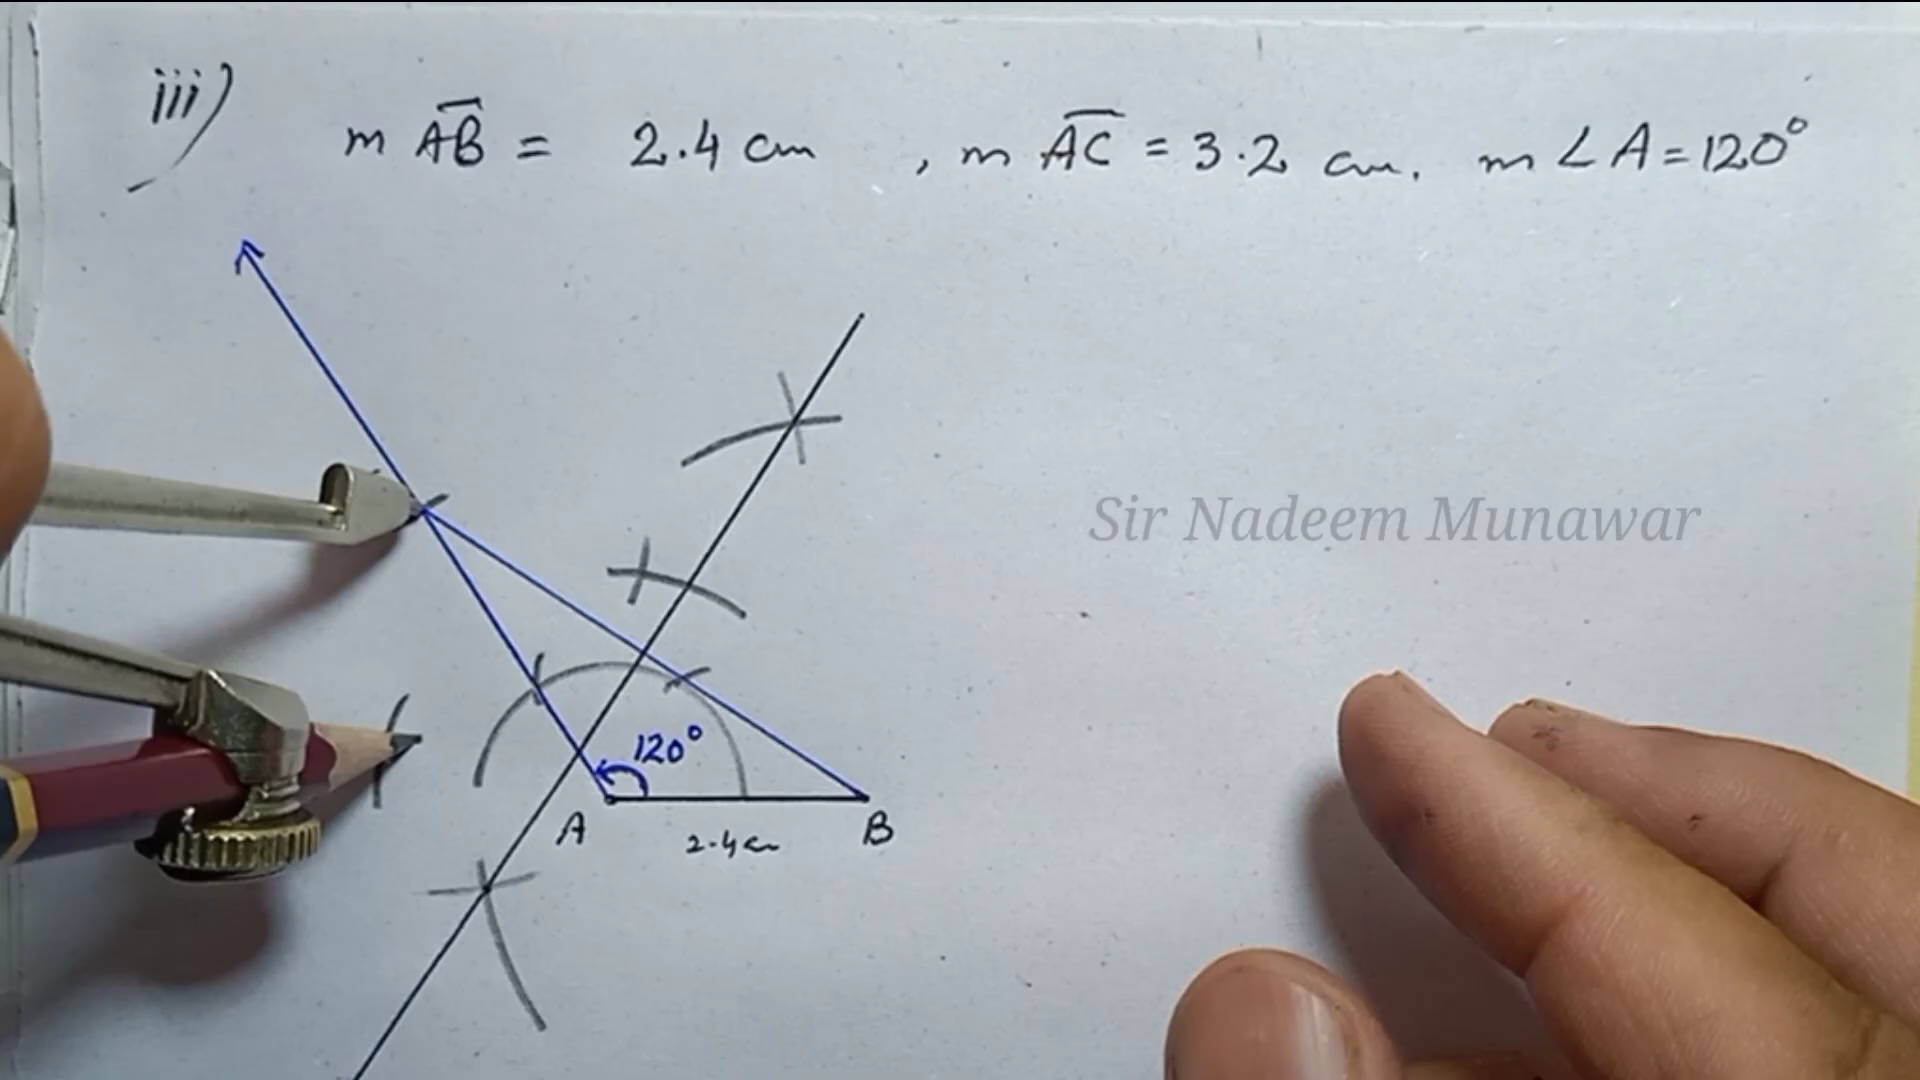 iii)
m AB̅ = 2.4 cm , m AC̅ = 3.2 cm. m ∠A = 120°
Sir Nadeem Munawar
120°
A 2.4cm B